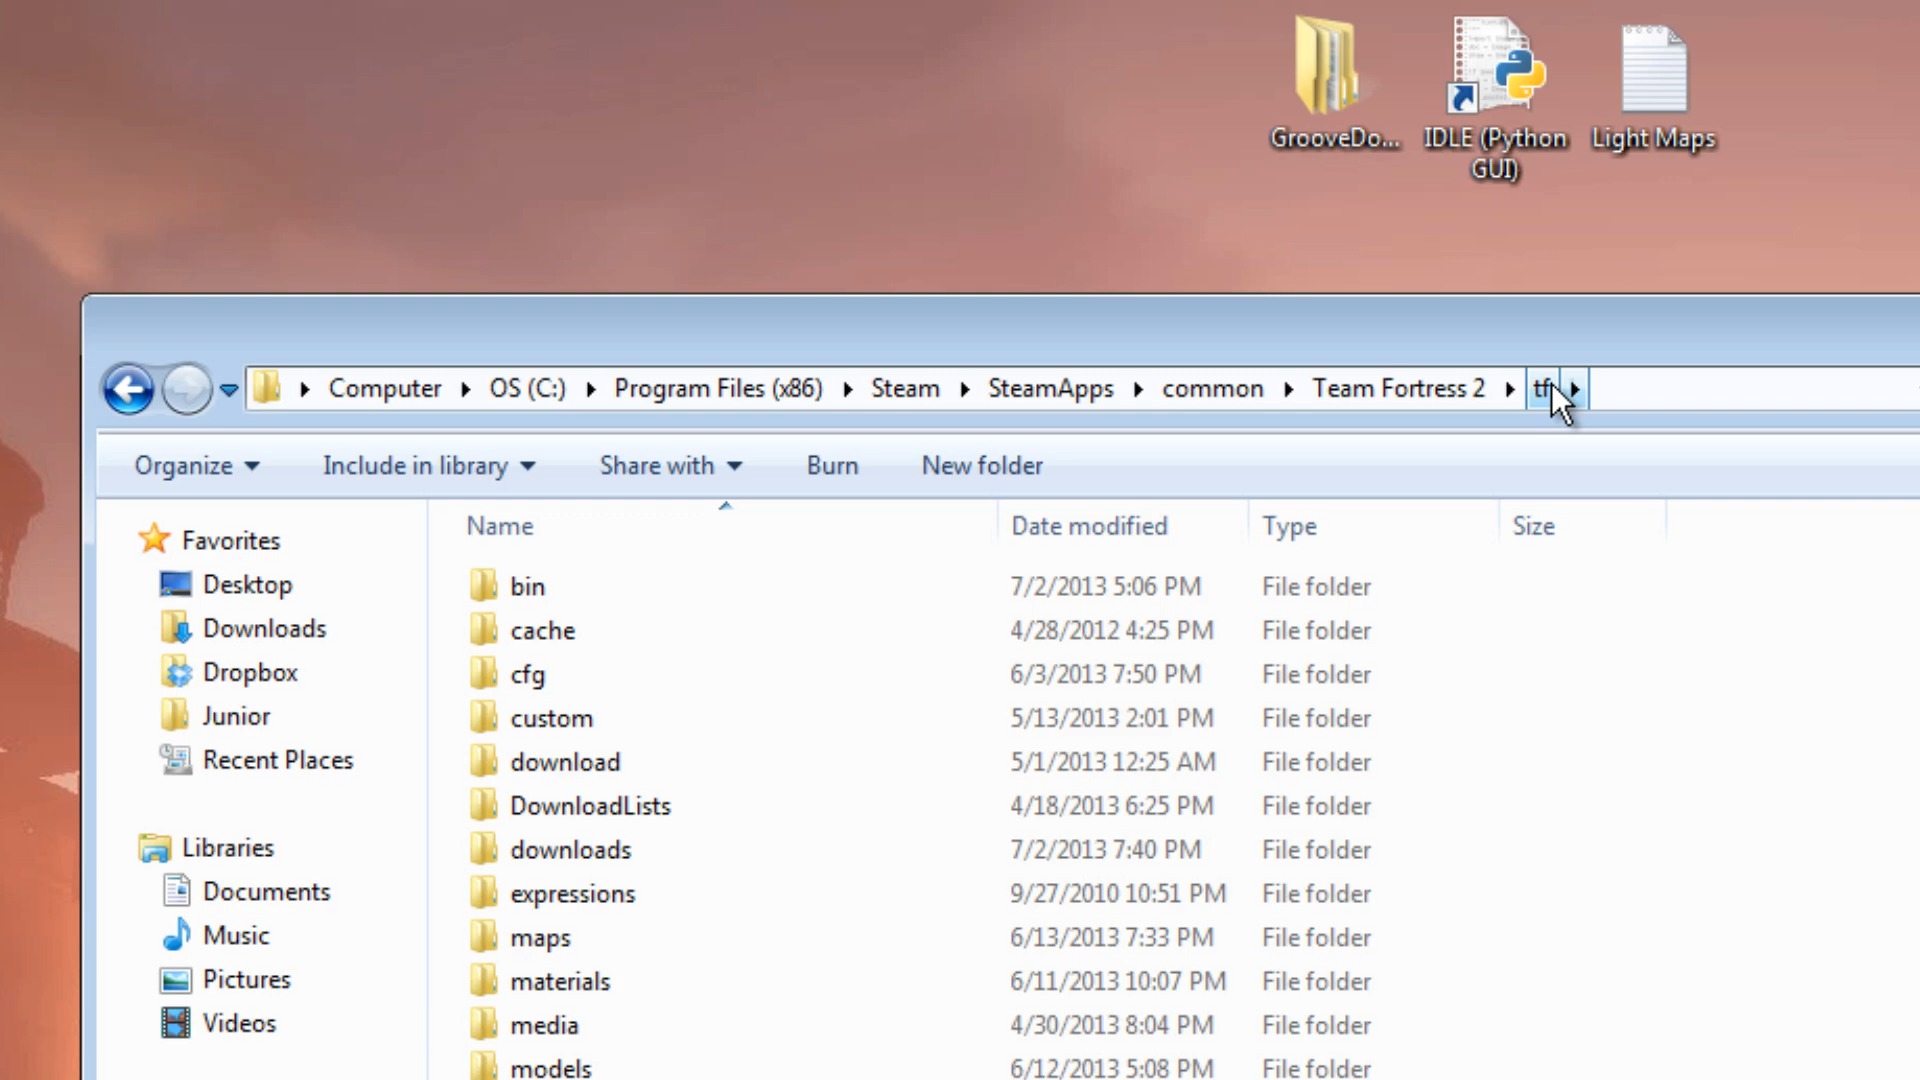 GrooveDo...
IDLE (Python
GUI)
Light Maps
Computer OS (C:) Program Files (x86) Steam SteamApps common Team Fortress 2 tf
Organize Include in library Share with Burn New folder
Name Date modified Type Size
Favorites
Desktop
Downloads
Dropbox
Junior
Recent Places
Libraries
Documents
Music
Pictures
Videos
bin 7/2/2013 5:06 PM File folder
cache 4/28/2012 4:25 PM File folder
cfg 6/3/2013 7:50 PM File folder
custom 5/13/2013 2:01 PM File folder
download 5/1/2013 12:25 AM File folder
DownloadLists 4/18/2013 6:25 PM File folder
downloads 7/2/2013 7:40 PM File folder
expressions 9/27/2010 10:51 PM File folder
maps 6/13/2013 7:33 PM File folder
materials 6/11/2013 10:07 PM File folder
media 4/30/2013 8:04 PM File folder
models 6/12/2013 5:08 PM File folder